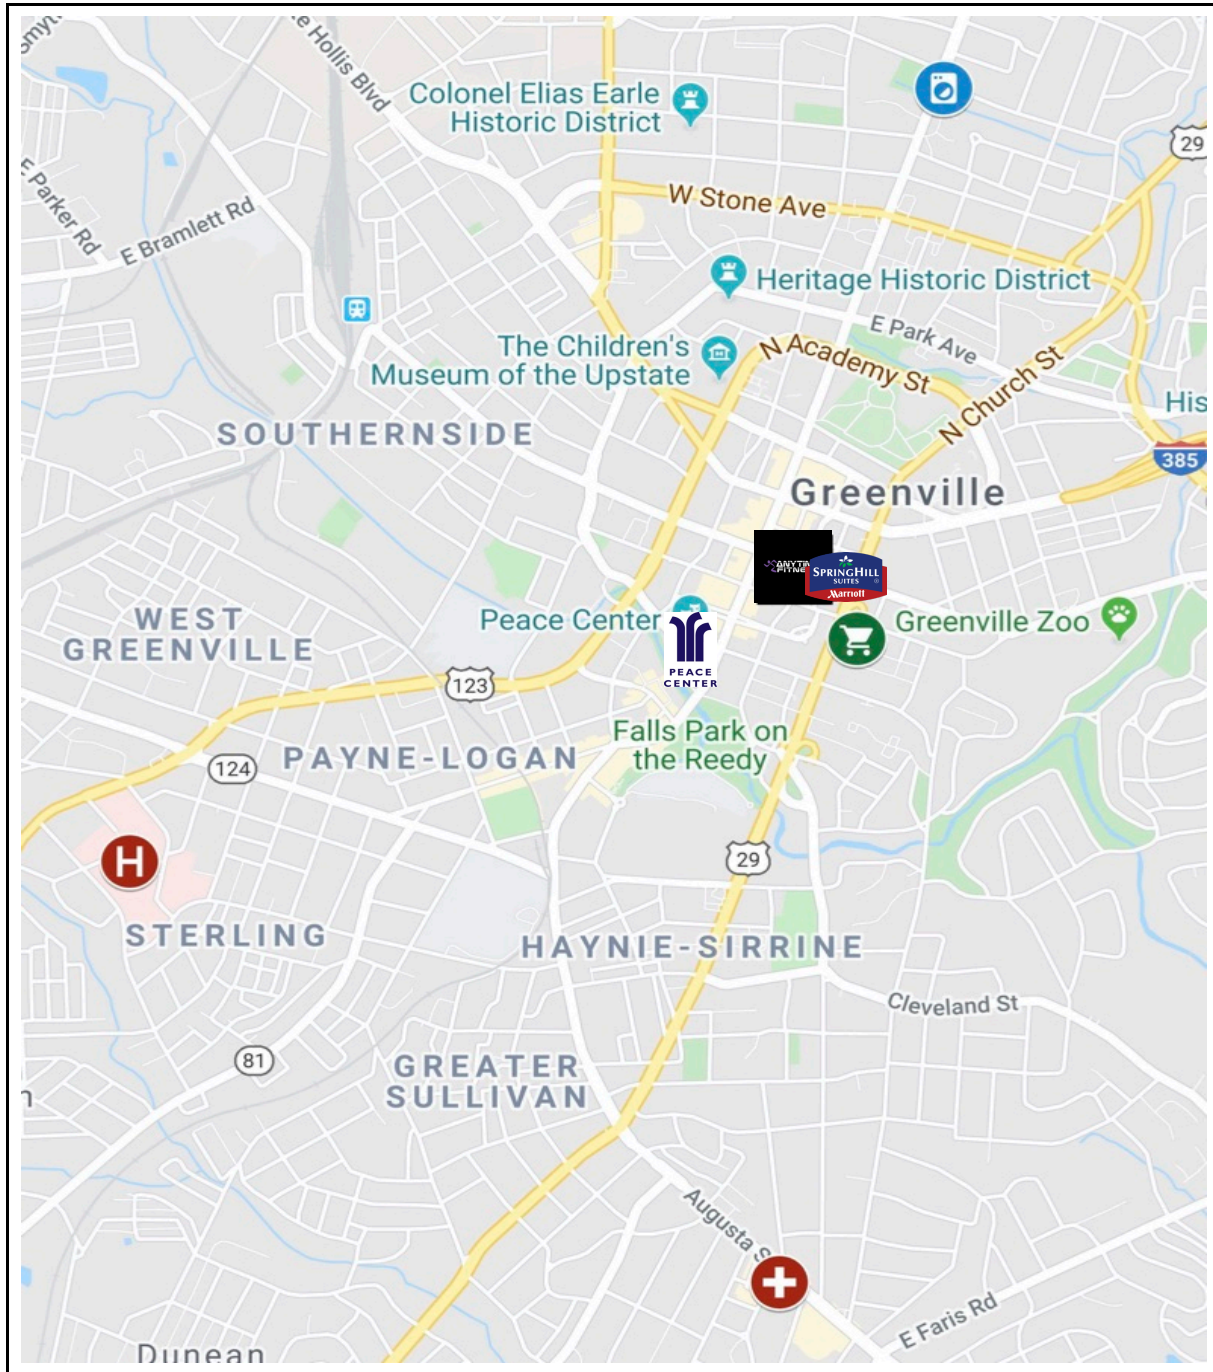 Hollis Blvd
Colonel Elias Earle
Historic District
29
E Parker Rd
E Bramlett Rd
W Stone Ave
Heritage Historic District
E Park Ave
The Children's
Museum of the Upstate
N Academy St
N Church St
His
SOUTHERNSIDE
385
Greenville
SPRINGHILL
SUITES
Marriott
WEST
GREENVILLE
Peace Center
Greenville Zoo
PEACE
CENTER
123
Falls Park on
the Reedy
PAYNE-LOGAN
124
29
H
STERLING
HAYNIE-SIRRINE
Cleveland St
81
GREATER
SULLIVAN
Augusta S
E Faris Rd
Dunean